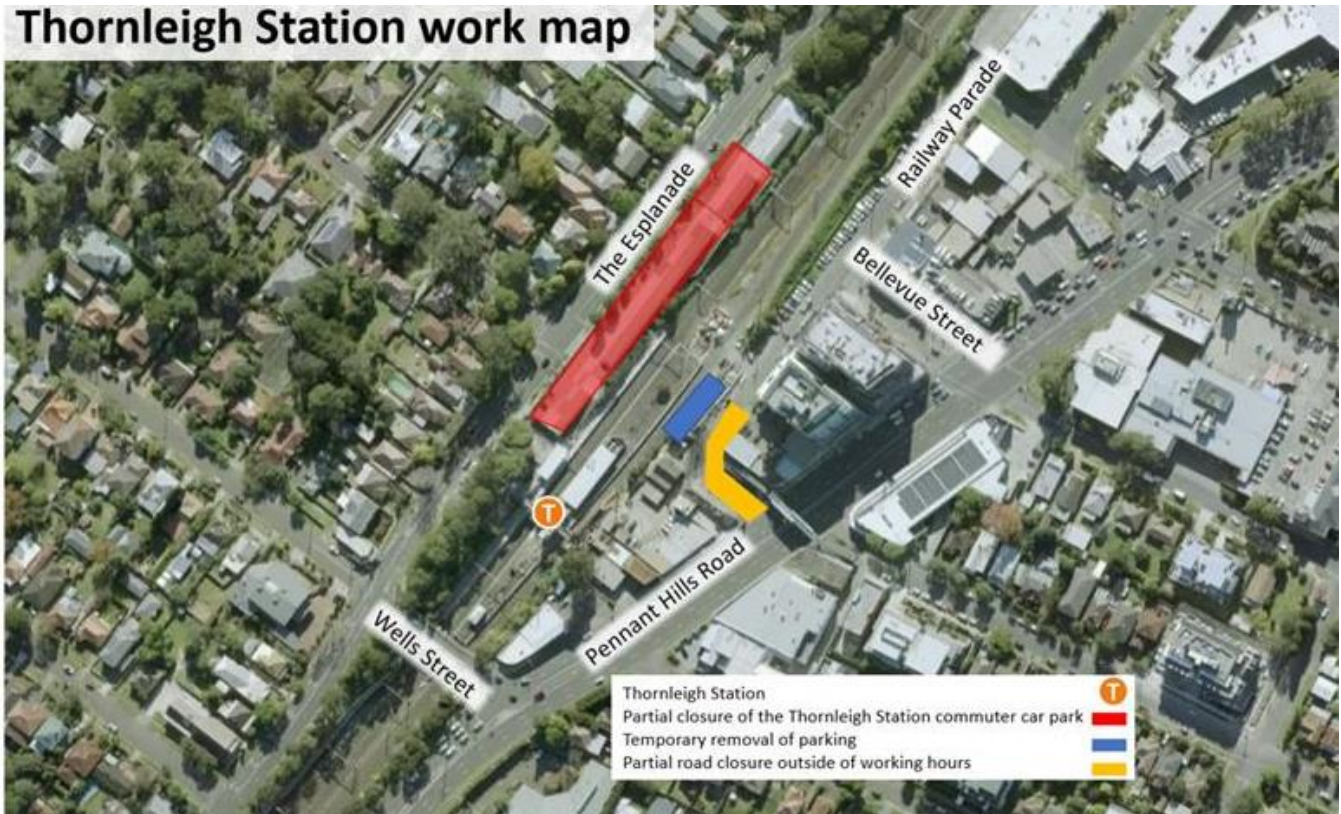 Thornleigh Station work map
Railway Parade
The Esplanade
Bellevue Street
T
Pennant Hills Road
Wells Street
Thornleigh Station T
Partial closure of the Thornleigh Station commuter car park
Temporary removal of parking
Partial road closure outside of working hours